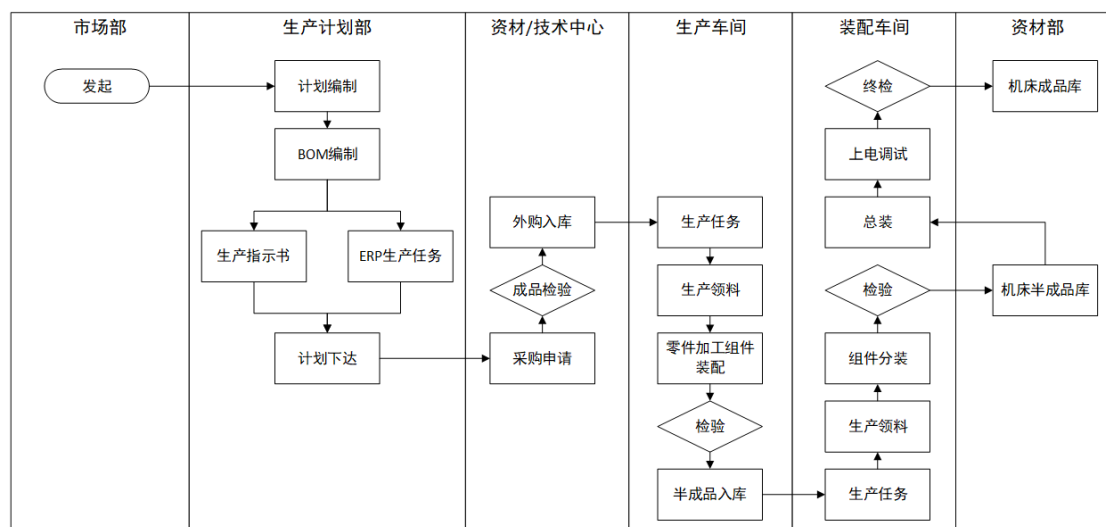 市场部
生产计划部
资材/技术中心
生产车间
装配车间
资材部
发起
计划编制
BOM编制
生产指示书
ERP生产任务
计划下达
外购入库
成品检验
采购申请
生产任务
生产领料
零件加工组件
装配
检验
半成品入库
终检
上电调试
总装
检验
组件分装
生产领料
生产任务
机床成品库
机床半成品库